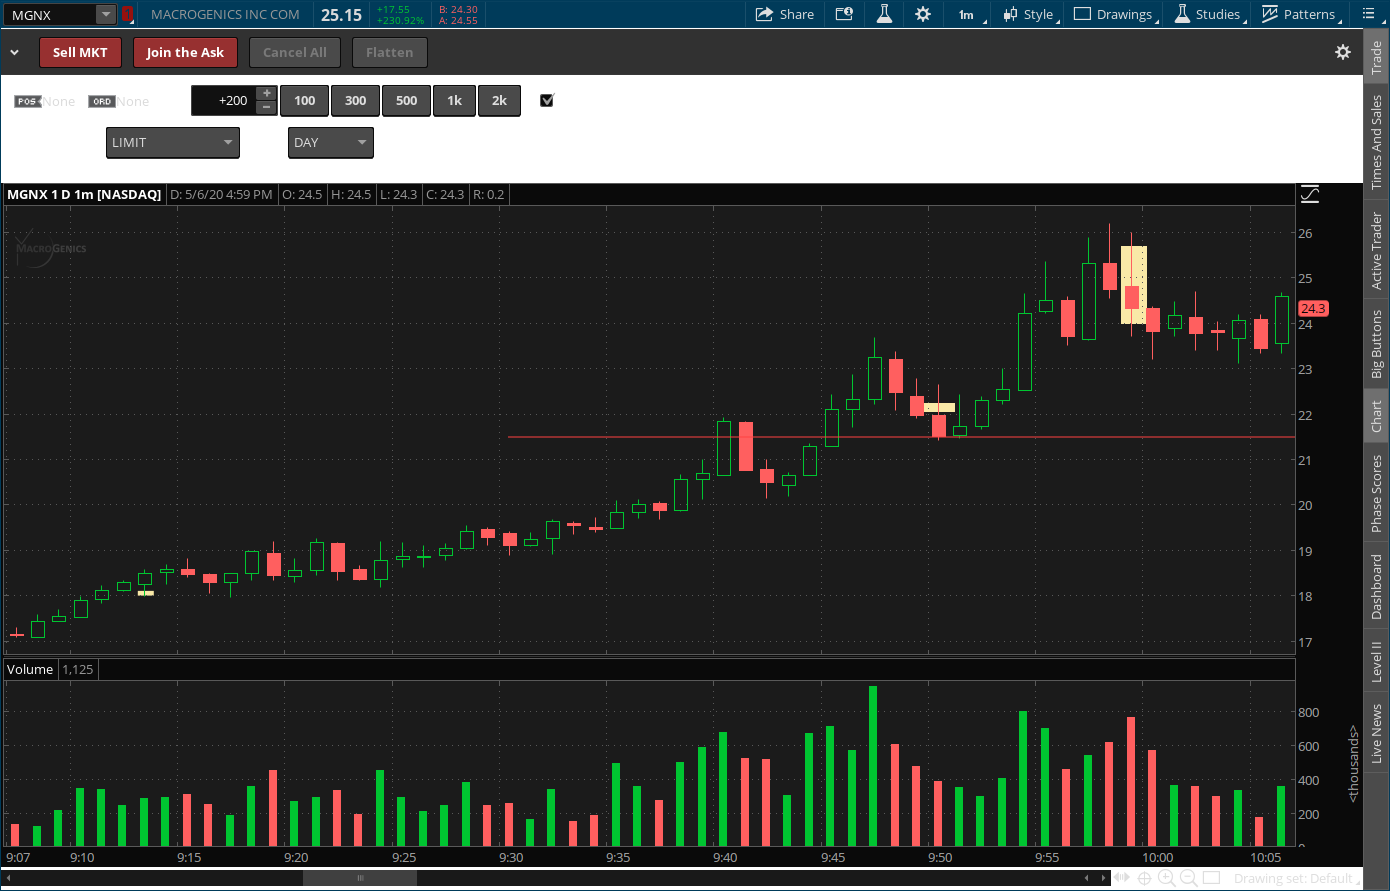 MGNX 1 MACROGENICS INC COM 25.15 +17.55 +230.92% B: 24.30 A: 24.55 Share 1m Style Drawings Studies Patterns
Sell MKT Join the Ask Cancel All Flatten
POS None ORD None +200 100 300 500 1k 2k
LIMIT DAY
MGNX 1 D 1m [NASDAQ] D: 5/6/20 4:59 PM O: 24.5 H: 24.5 L: 24.3 C: 24.3 R: 0.2
MACROGENICS
26
25
24.3
24
23
22
21
20
19
18
17
Volume 1,125
800
600
400
200
0
<thousands>
9:07 9:10 9:15 9:20 9:25 9:30 9:35 9:40 9:45 9:50 9:55 10:00 10:05
Drawing set: Default
Trade
Times And Sales
Active Trader
Big Buttons
Chart
Phase Scores
Dashboard
Level II
Live News